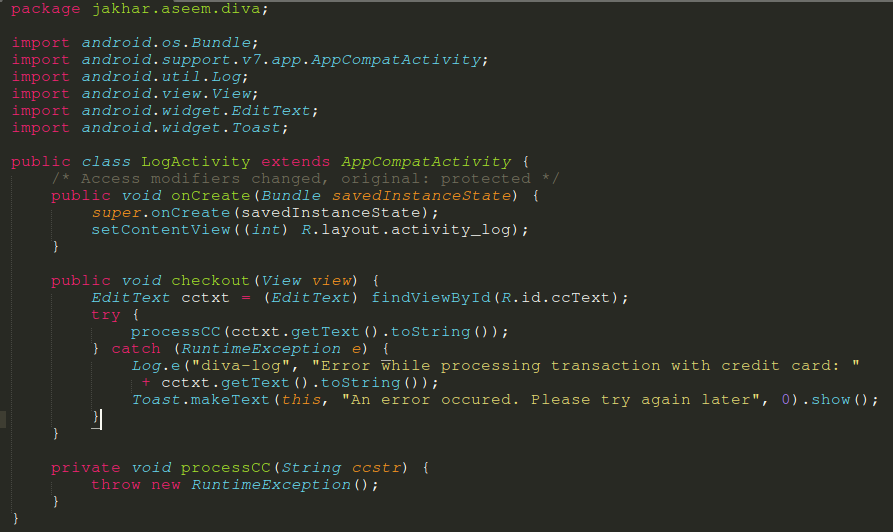 package jakhar.aseem.diva;
import android.os.Bundle;
import android.support.v7.app.AppCompatActivity;
import android.util.Log;
import android.view.View;
import android.widget.EditText;
import android.widget.Toast;
public class LogActivity extends AppCompatActivity {
/* Access modifiers changed, original: protected */
public void onCreate(Bundle savedInstanceState) {
super.onCreate(savedInstanceState);
setContentView((int) R.layout.activity_log);
}
public void checkout(View view) {
EditText cctxt = (EditText) findViewById(R.id.ccText);
try {
processCC(cctxt.getText().toString());
} catch (RuntimeException e) {
Log.e("diva-log", "Error while processing transaction with credit card: "
+ cctxt.getText().toString());
Toast.makeText(this, "An error occured. Please try again later", 0).show();
}
}
private void processCC(String ccstr) {
throw new RuntimeException();
}
}